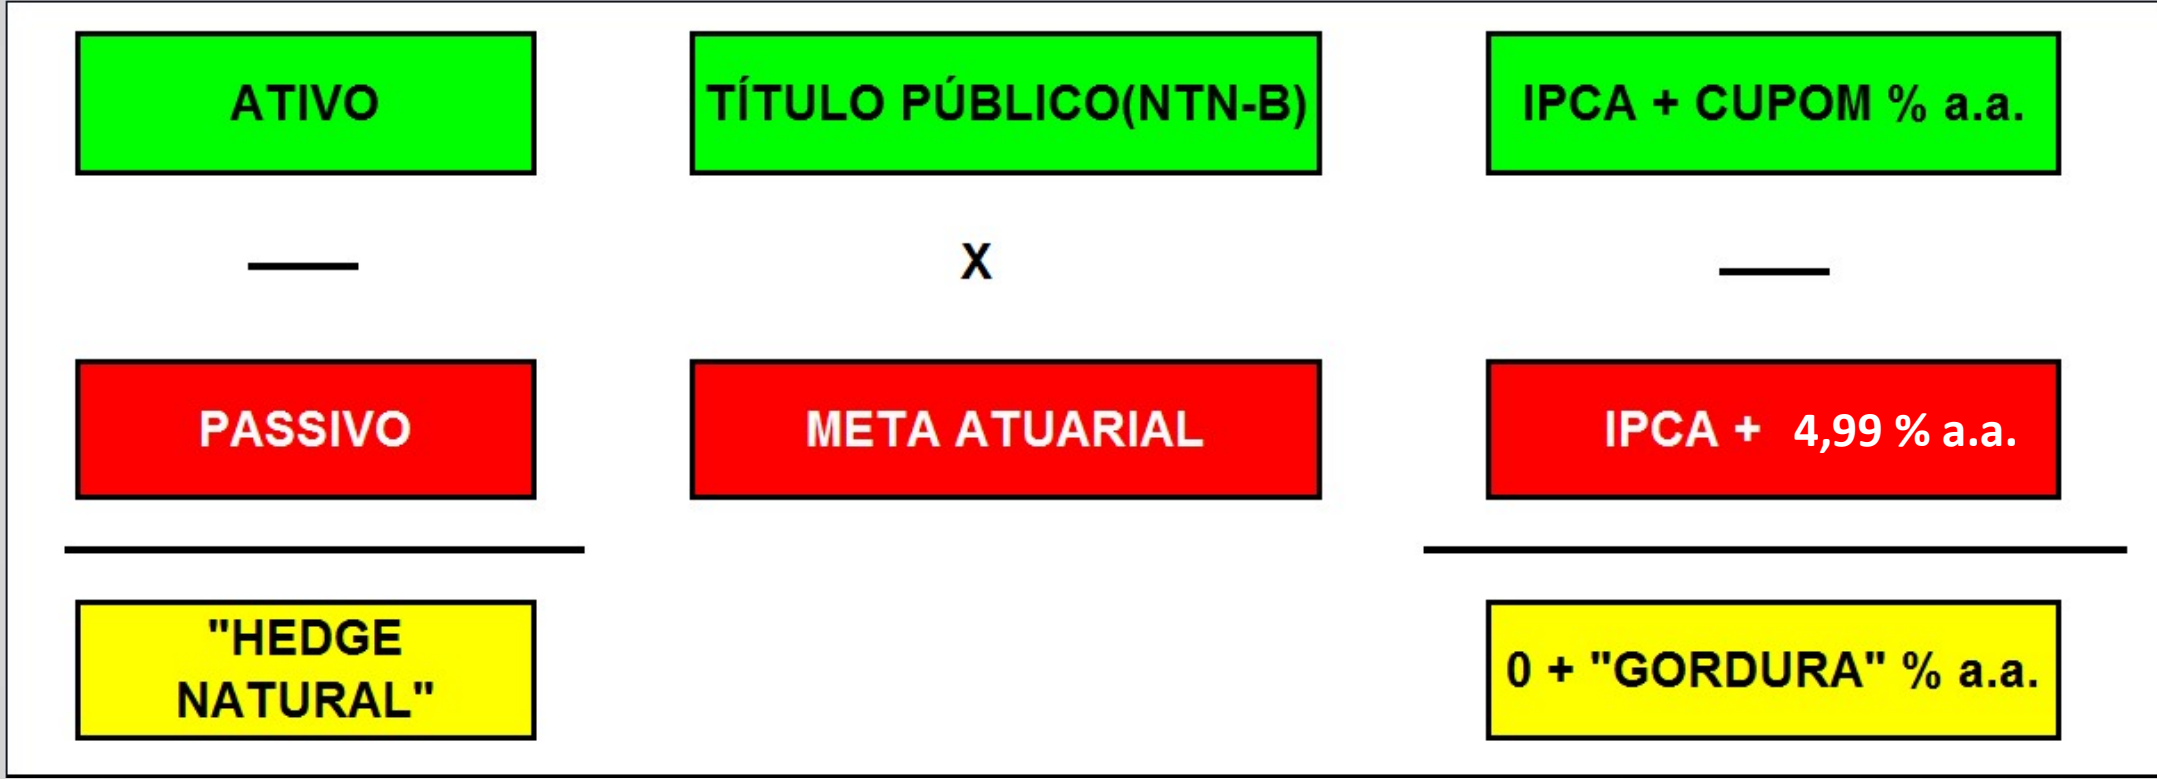 ATIVO
TÍTULO PÚBLICO(NTN-B)
IPCA + CUPOM % a.a.
X
PASSIVO
META ATUARIAL
IPCA + 4,99 % a.a.
"HEDGE
NATURAL"
0 + "GORDURA" % a.a.